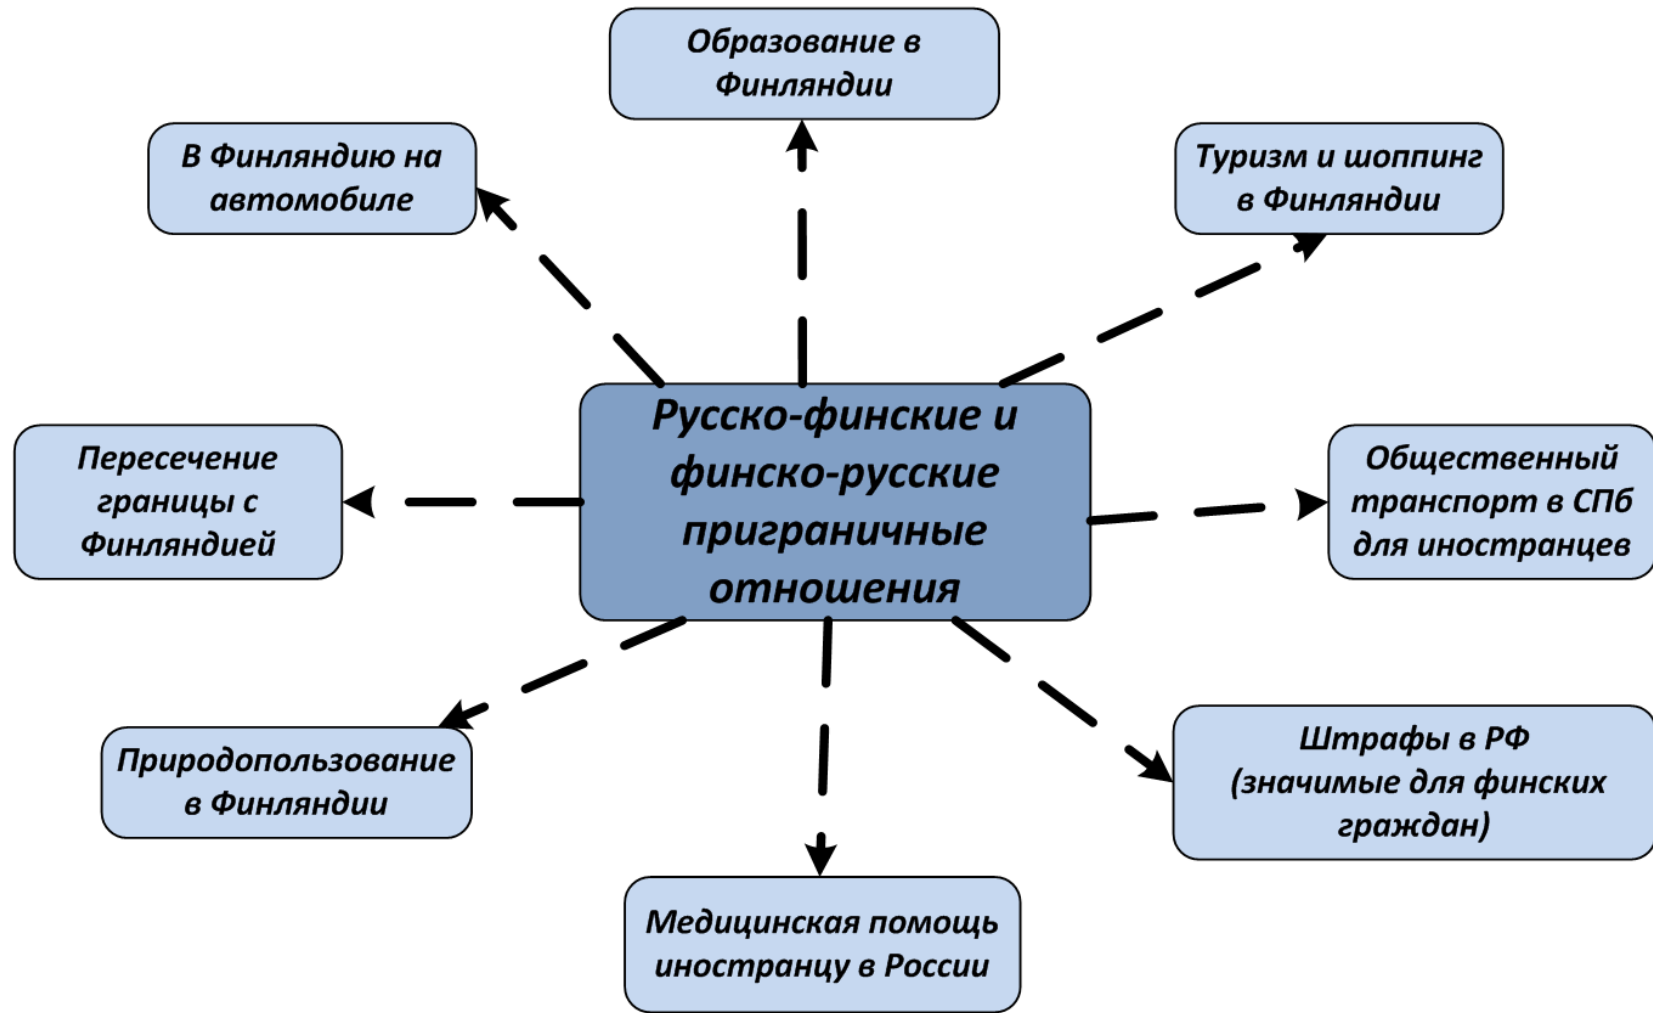 Образование в
Финляндии
В Финляндию на
автомобиле
Туризм и шоппинг
в Финляндии
Русско-финские и
финско-русские
приграничные
отношения
Пересечение
границы с
Финляндией
Общественный
транспорт в СПб
для иностранцев
Природопользование
в Финляндии
Штрафы в РФ
(значимые для финских
граждан)
Медицинская помощь
иностранцу в России